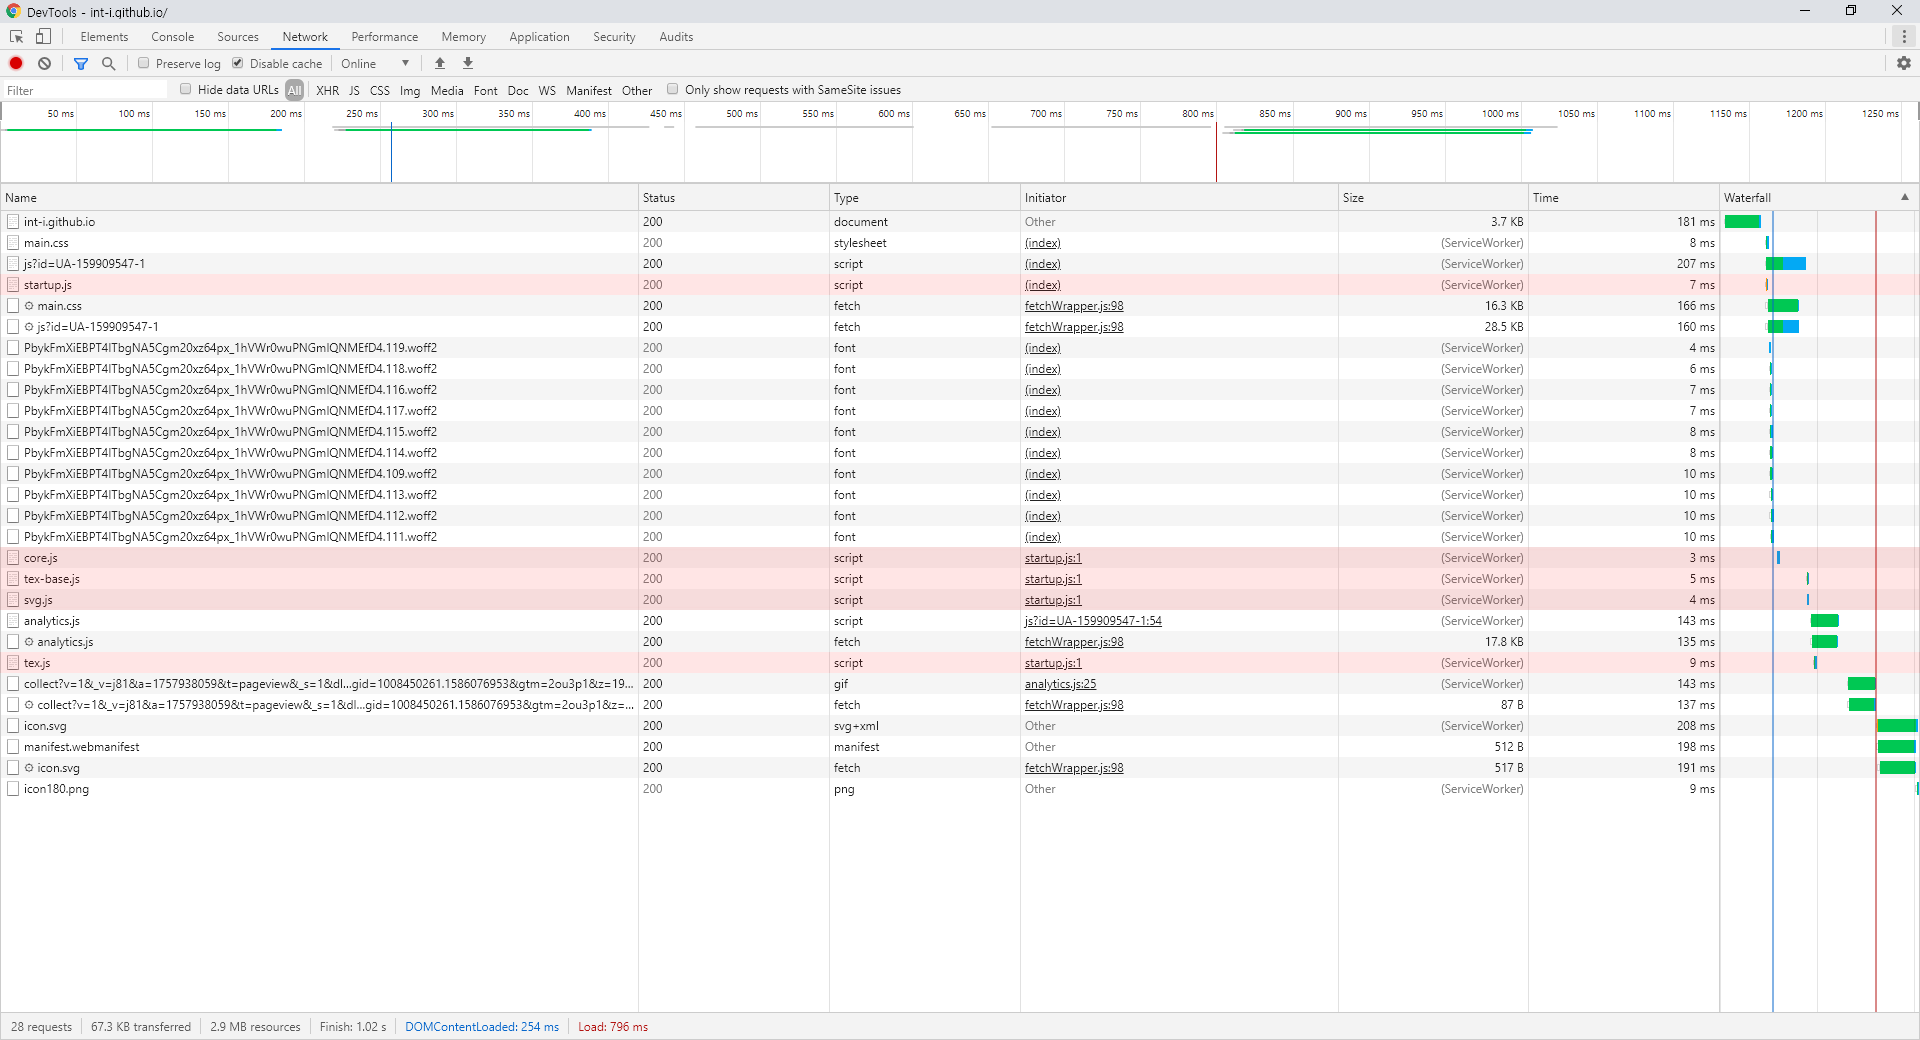 DevTools - int-i.github.io/
Elements Console Sources Network Performance Memory Application Security Audits
Preserve log Disable cache Online
Filter Hide data URLs All XHR JS CSS Img Media Font Doc WS Manifest Other Only show requests with SameSite issues
50 ms 100 ms 150 ms 200 ms 250 ms 300 ms 350 ms 400 ms 450 ms 500 ms 550 ms 600 ms 650 ms 700 ms 750 ms 800 ms 850 ms 900 ms 950 ms 1000 ms 1050 ms 1100 ms 1150 ms 1200 ms 1250 ms
Name Status Type Initiator Size Time Waterfall
int-i.github.io 200 document Other 3.7 KB 181 ms
main.css 200 stylesheet (index) (ServiceWorker) 8 ms
js?id=UA-159909547-1 200 script (index) (ServiceWorker) 207 ms
startup.js 200 script (index) (ServiceWorker) 7 ms
main.css 200 fetch fetchWrapper.js:98 16.3 KB 166 ms
js?id=UA-159909547-1 200 fetch fetchWrapper.js:98 28.5 KB 160 ms
PbykFmXiEBPT4ITbgNA5Cgm20xz64px_1hVWr0wuPNGmlQNMEfD4.119.woff2 200 font (index) (ServiceWorker) 4 ms
PbykFmXiEBPT4ITbgNA5Cgm20xz64px_1hVWr0wuPNGmlQNMEfD4.118.woff2 200 font (index) (ServiceWorker) 6 ms
PbykFmXiEBPT4ITbgNA5Cgm20xz64px_1hVWr0wuPNGmlQNMEfD4.116.woff2 200 font (index) (ServiceWorker) 7 ms
PbykFmXiEBPT4ITbgNA5Cgm20xz64px_1hVWr0wuPNGmlQNMEfD4.117.woff2 200 font (index) (ServiceWorker) 7 ms
PbykFmXiEBPT4ITbgNA5Cgm20xz64px_1hVWr0wuPNGmlQNMEfD4.115.woff2 200 font (index) (ServiceWorker) 8 ms
PbykFmXiEBPT4ITbgNA5Cgm20xz64px_1hVWr0wuPNGmlQNMEfD4.114.woff2 200 font (index) (ServiceWorker) 8 ms
PbykFmXiEBPT4ITbgNA5Cgm20xz64px_1hVWr0wuPNGmlQNMEfD4.109.woff2 200 font (index) (ServiceWorker) 10 ms
PbykFmXiEBPT4ITbgNA5Cgm20xz64px_1hVWr0wuPNGmlQNMEfD4.113.woff2 200 font (index) (ServiceWorker) 10 ms
PbykFmXiEBPT4ITbgNA5Cgm20xz64px_1hVWr0wuPNGmlQNMEfD4.112.woff2 200 font (index) (ServiceWorker) 10 ms
PbykFmXiEBPT4ITbgNA5Cgm20xz64px_1hVWr0wuPNGmlQNMEfD4.111.woff2 200 font (index) (ServiceWorker) 10 ms
core.js 200 script startup.js:1 (ServiceWorker) 3 ms
tex-base.js 200 script startup.js:1 (ServiceWorker) 5 ms
svg.js 200 script startup.js:1 (ServiceWorker) 4 ms
analytics.js 200 script js?id=UA-159909547-1:54 (ServiceWorker) 143 ms
analytics.js 200 fetch fetchWrapper.js:98 17.8 KB 135 ms
tex.js 200 script startup.js:1 (ServiceWorker) 9 ms
collect?v=1&_v=j81&a=1757938059&t=pageview&_s=1&dl...gid=1008450261.1586076953&gtm=2ou3p1&z=19... 200 gif analytics.js:25 (ServiceWorker) 143 ms
collect?v=1&_v=j81&a=1757938059&t=pageview&_s=1&dl...gid=1008450261.1586076953&gtm=2ou3p1&z=... 200 fetch fetchWrapper.js:98 87 B 137 ms
icon.svg 200 svg+xml Other (ServiceWorker) 208 ms
manifest.webmanifest 200 manifest Other 512 B 198 ms
icon.svg 200 fetch fetchWrapper.js:98 517 B 191 ms
icon180.png 200 png Other (ServiceWorker) 9 ms
28 requests 67.3 KB transferred 2.9 MB resources Finish: 1.02 s DOMContentLoaded: 254 ms Load: 796 ms